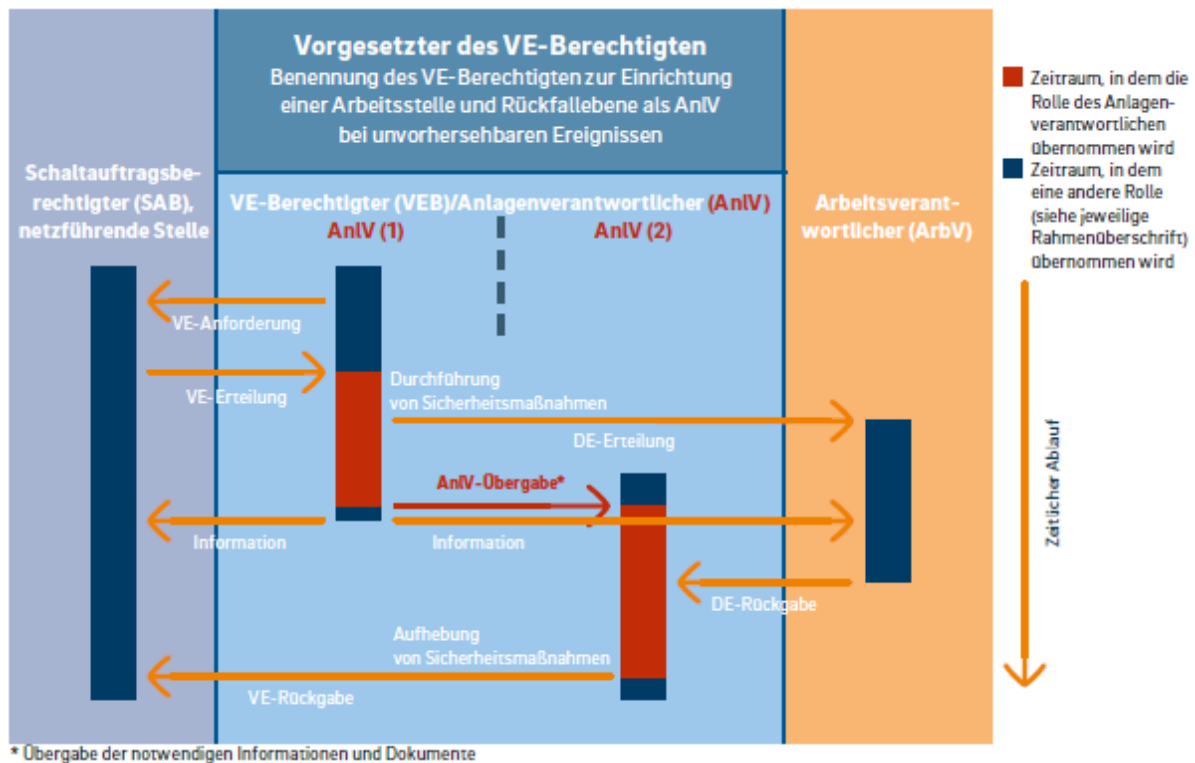 Vorgesetzter des VE-Berechtigten
Benennung des VE-Berechtigten zur Einrichtung
einer Arbeitsstelle und Rückfallebene als AnlV
bei unvorhersehbaren Ereignissen
Schaltauftragsbe-
rechtigter (SAB),
netzführende Stelle
VE-Berechtigter (VEB)/Anlagenverantwortlicher (AnlV)
AnlV (1)
AnlV (2)
Arbeitsverant-
wortlicher (ArbV)
Zeitraum, in dem die
Rolle des Anlagen-
verantwortlichen
übernommen wird
Zeitraum, in dem
eine andere Rolle
(siehe jeweilige
Rahmenüberschrift)
übernommen wird
VE-Anforderung
VE-Erteilung
Durchführung
von Sicherheitsmaßnahmen
DE-Erteilung
AnlV-Übergabe*
Information
Information
DE-Rückgabe
Aufhebung
von Sicherheitsmaßnahmen
VE-Rückgabe
Zeitlicher Ablauf
* Übergabe der notwendigen Informationen und Dokumente